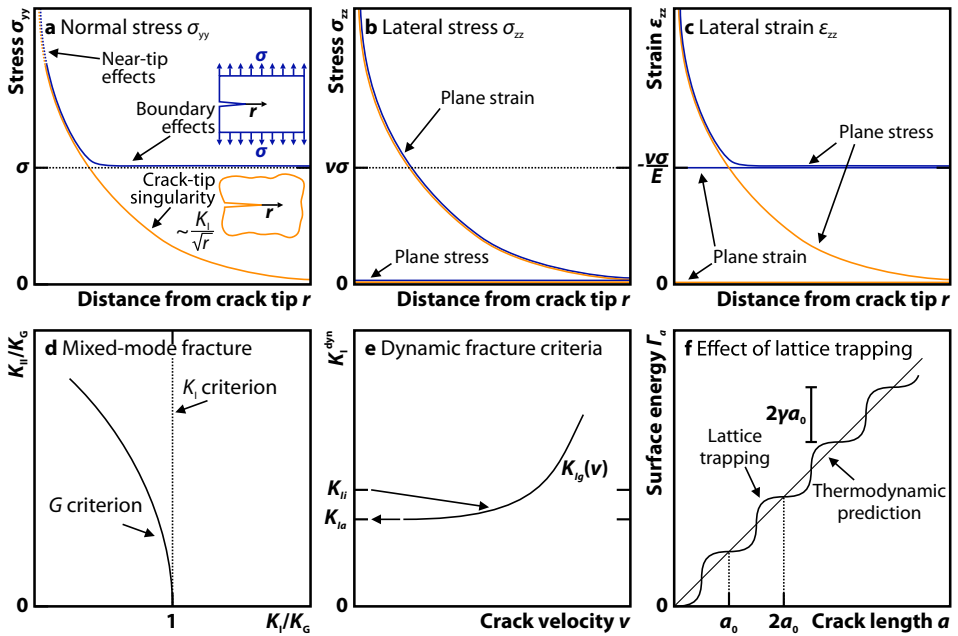 Stress σyy
a Normal stress σyy
Near-tip
effects
σ
r
σ
Boundary
effects
σ
Crack-tip
singularity
~ KI/√r
r
0
Distance from crack tip r
Stress σzz
b Lateral stress σzz
Plane strain
νσ
Plane stress
0
Distance from crack tip r
Strain εzz
c Lateral strain εzz
Plane stress
-νσ/E
Plane strain
0
Distance from crack tip r
KII/KG
d Mixed-mode fracture
KI criterion
G criterion
0
1
KI/KG
KI^dyn
e Dynamic fracture criteria
KIg(v)
KIi
KIa
0
Crack velocity v
Surface energy Γa
f Effect of lattice trapping
2γa0
Lattice
trapping
Thermodynamic
prediction
0
a0
2a0
Crack length a